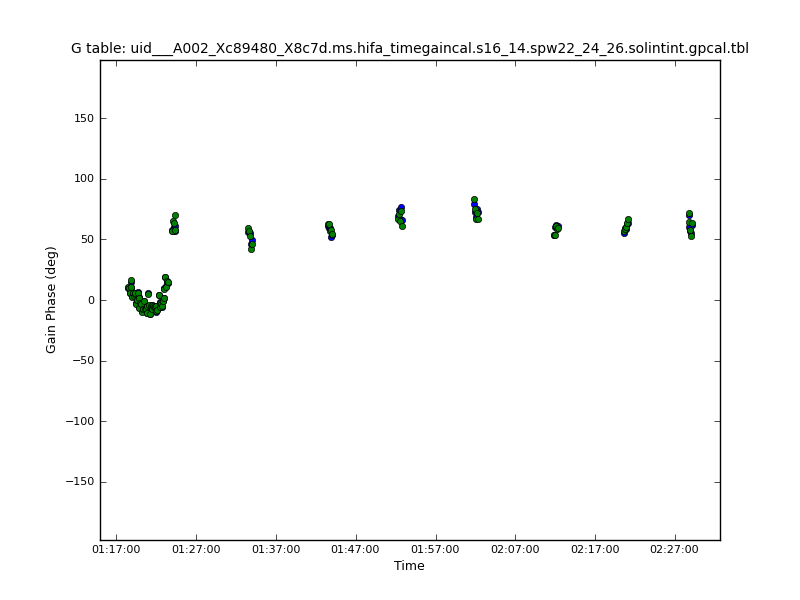 G table: uid___A002_Xc89480_X8c7d.ms.hifa_timegaincal.s16_14.spw22_24_26.solintint.gpcal.tbl
150
100
50
0
−50
−100
−150
Gain Phase (deg)
01:17:00 01:27:00 01:37:00 01:47:00 01:57:00 02:07:00 02:17:00 02:27:00
Time